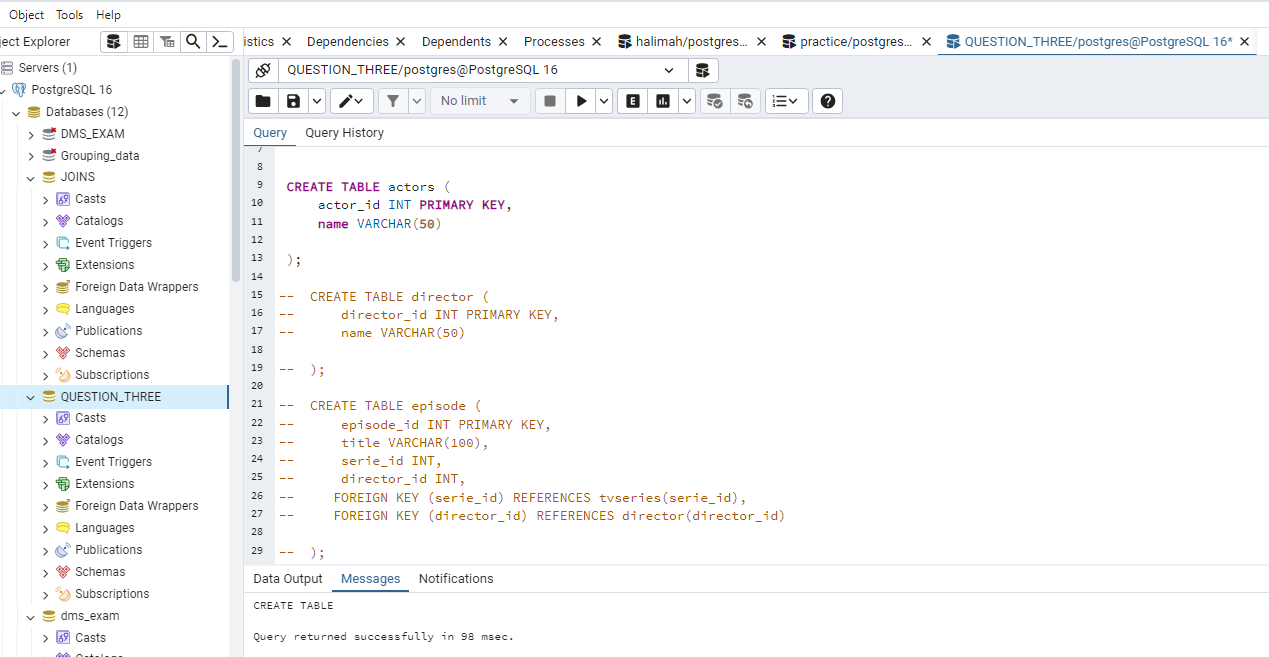 Object Tools Help
ject Explorer
istics Dependencies Dependents Processes halimah/postgres... practice/postgres... QUESTION_THREE/postgres@PostgreSQL 16*
Servers (1)
PostgreSQL 16
Databases (12)
DMS_EXAM
Grouping_data
JOINS
Casts
Catalogs
Event Triggers
Extensions
Foreign Data Wrappers
Languages
Publications
Schemas
Subscriptions
QUESTION_THREE
Casts
Catalogs
Event Triggers
Extensions
Foreign Data Wrappers
Languages
Publications
Schemas
Subscriptions
dms_exam
Casts
QUESTION_THREE/postgres@PostgreSQL 16
No limit
E
Query Query History
7
8
9 CREATE TABLE actors (
10 actor_id INT PRIMARY KEY,
11 name VARCHAR(50)
12
13 );
14
15 -- CREATE TABLE director (
16 -- director_id INT PRIMARY KEY,
17 -- name VARCHAR(50)
18
19 -- );
20
21 -- CREATE TABLE episode (
22 -- episode_id INT PRIMARY KEY,
23 -- title VARCHAR(100),
24 -- serie_id INT,
25 -- director_id INT,
26 -- FOREIGN KEY (serie_id) REFERENCES tvseries(serie_id),
27 -- FOREIGN KEY (director_id) REFERENCES director(director_id)
28
29 -- );
Data Output Messages Notifications
CREATE TABLE
Query returned successfully in 98 msec.